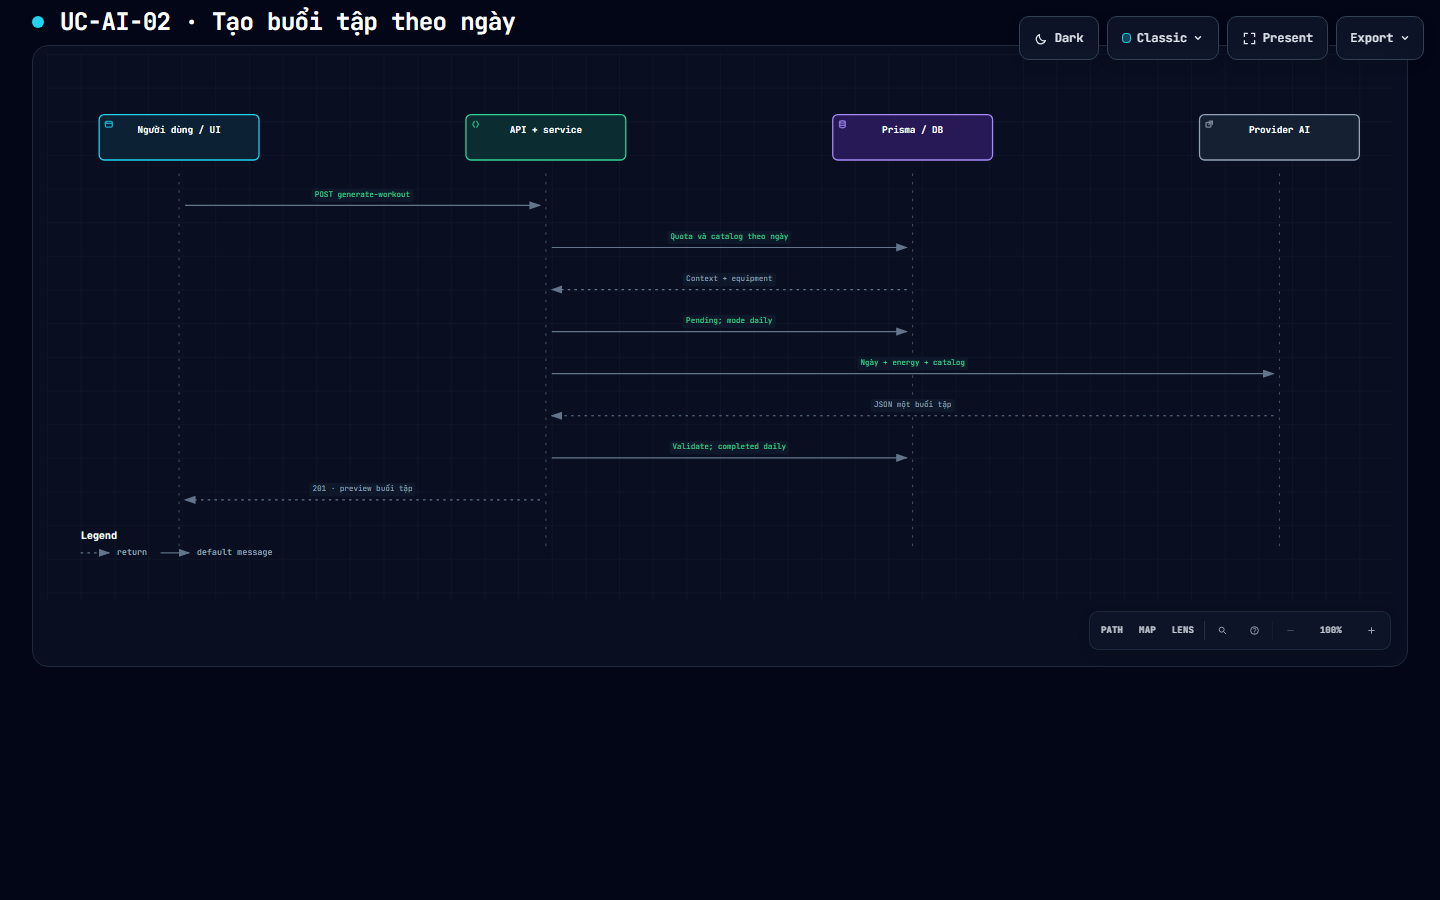 UC-AI-02 · Tạo buổi tập theo ngày
Dark
Classic
Present
Export
Người dùng / UI
API + service
Prisma / DB
Provider AI
POST generate-workout
Quota và catalog theo ngày
Context + equipment
Pending; mode daily
Ngày + energy + catalog
JSON một buổi tập
Validate; completed daily
201 · preview buổi tập
Legend
return
default message
PATH
MAP
LENS
100%